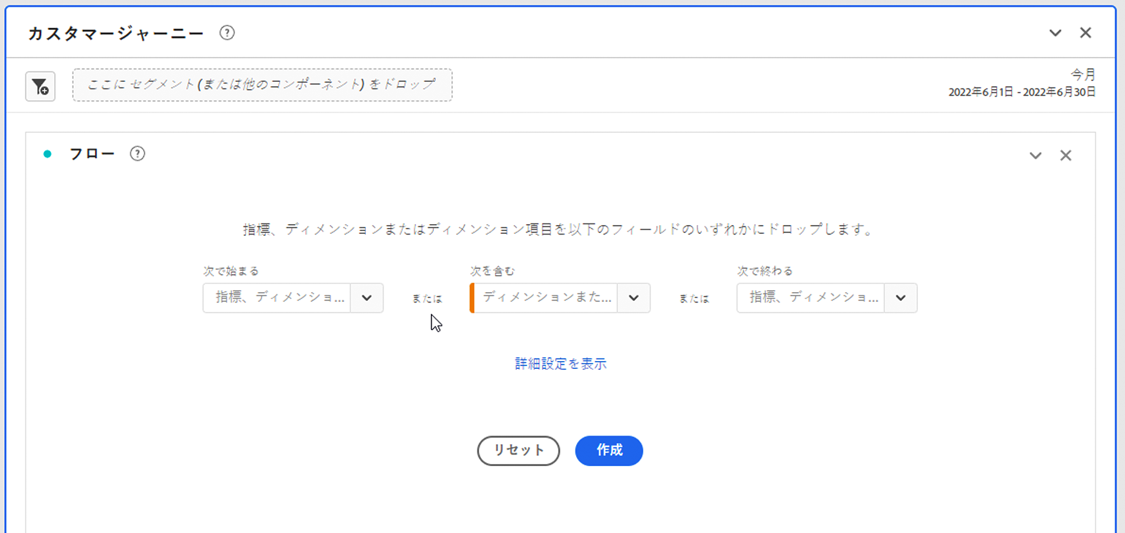 カスタマージャーニー ?
ここに セグメント (または他のコンポーネント) をドロップ
今月
2022年6月1日 - 2022年6月30日
フロー ?
指標、ディメンションまたはディメンション項目を以下のフィールドのいずれかにドロップします。
次で始まる 次を含む 次で終わる
指標、ディメンショ... または ディメンションまた... または 指標、ディメンショ...
詳細設定を表示
リセット 作成